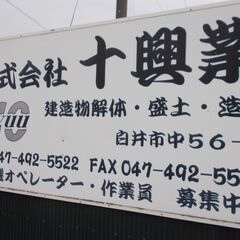 式会社 十興業
建造物解体・盛土・造
白井市中56-
47-492-5522 FAX 047-492-55
オペレーター・作業員 募集中